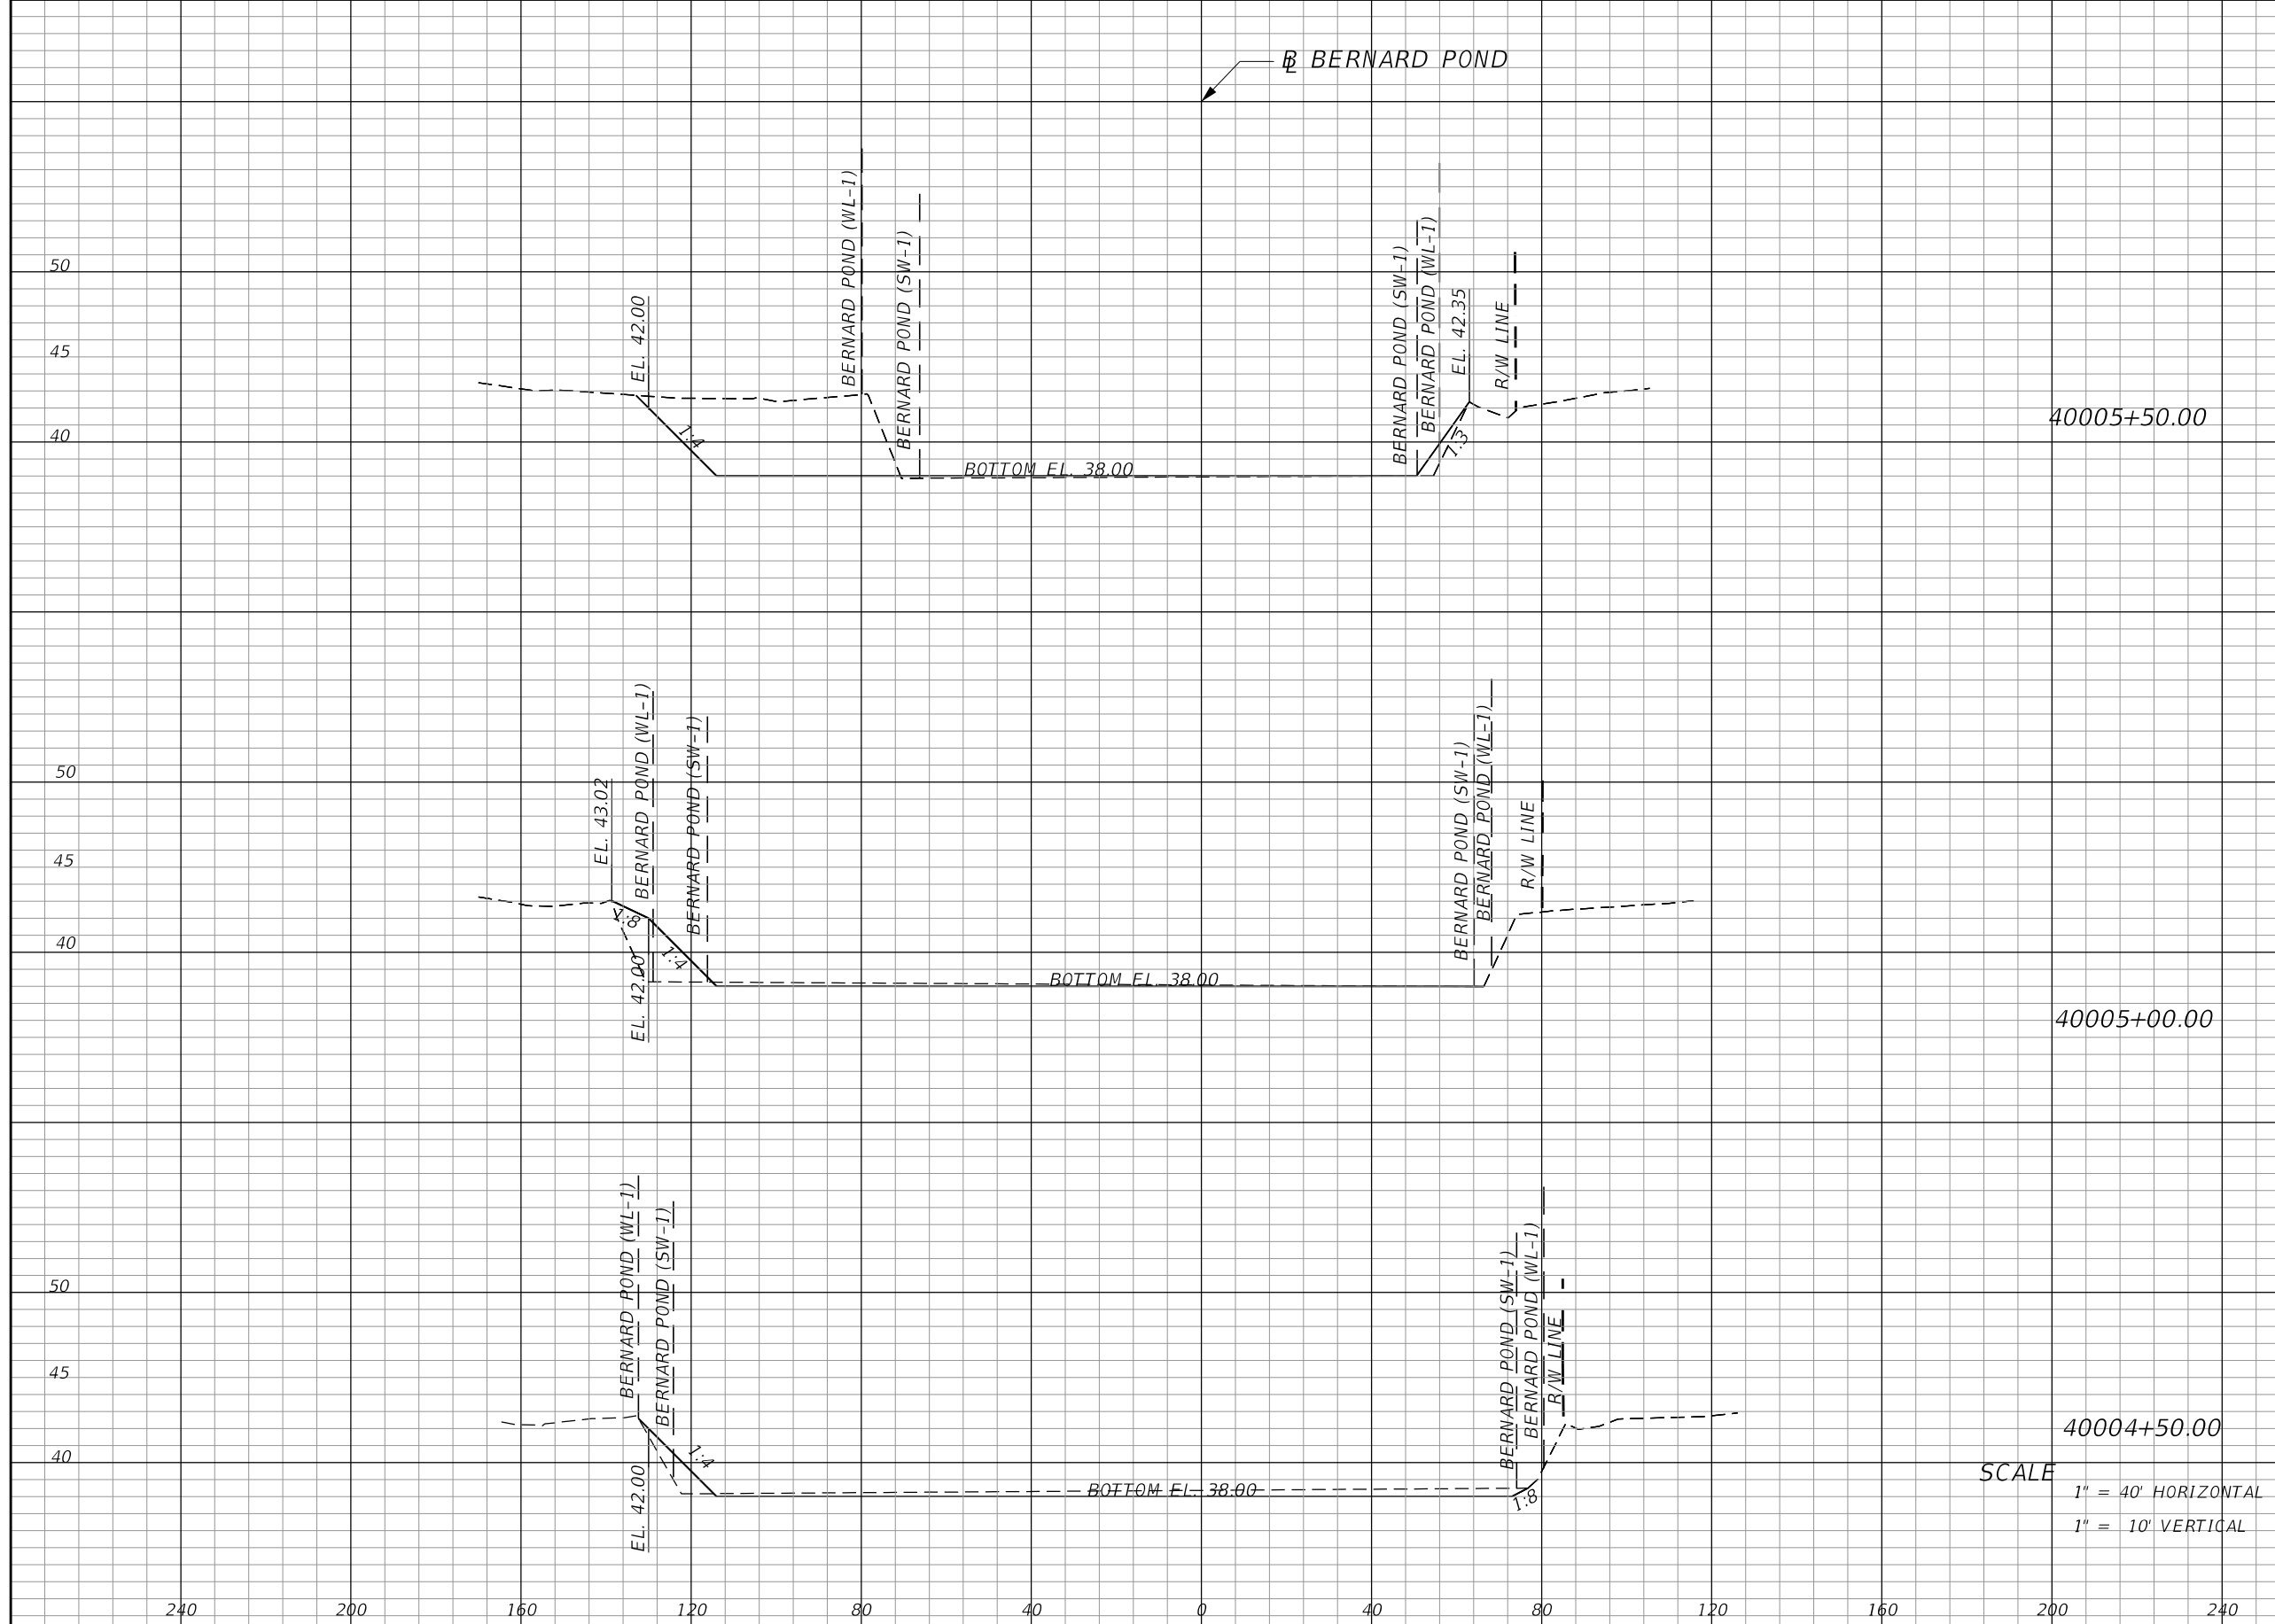 BL BERNARD POND
BERNARD POND (WL-1)
BERNARD POND (SW-1)
BERNARD POND (SW-1)
BERNARD POND (WL-1)
EL. 42.00
EL. 42.35
R/W LINE
50
45
40
1:4
1:3
BOTTOM EL. 38.00
40005+50.00
BERNARD POND (WL-1)
BERNARD POND (SW-1)
BERNARD POND (SW-1)
BERNARD POND (WL-1)
EL. 43.02
R/W LINE
50
45
40
1:8
1:4
EL. 42.00
BOTTOM EL. 38.00
40005+00.00
BERNARD POND (WL-1)
BERNARD POND (SW-1)
BERNARD POND (SW-1)
BERNARD POND (WL-1)
R/W LINE
50
45
40
1:4
EL. 42.00
BOTTOM EL. 38.00
1:8
40004+50.00
SCALE
1" = 40' HORIZONTAL
1" = 10' VERTICAL
240 200 160 120 80 40 0 40 80 120 160 200 240